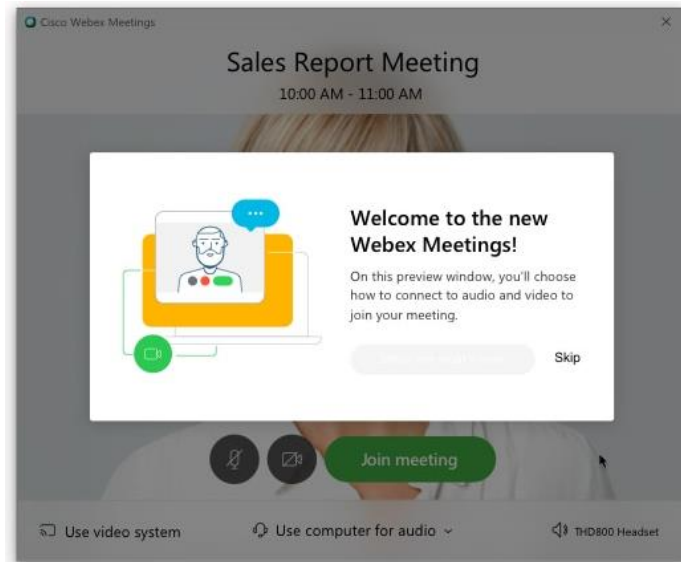 Cisco Webex Meetings
Sales Report Meeting
10:00 AM - 11:00 AM
Welcome to the new
Webex Meetings!
On this preview window, you'll choose
how to connect to audio and video to
join your meeting.
Skip
Join meeting
Use video system
Use computer for audio
THD800 Headset